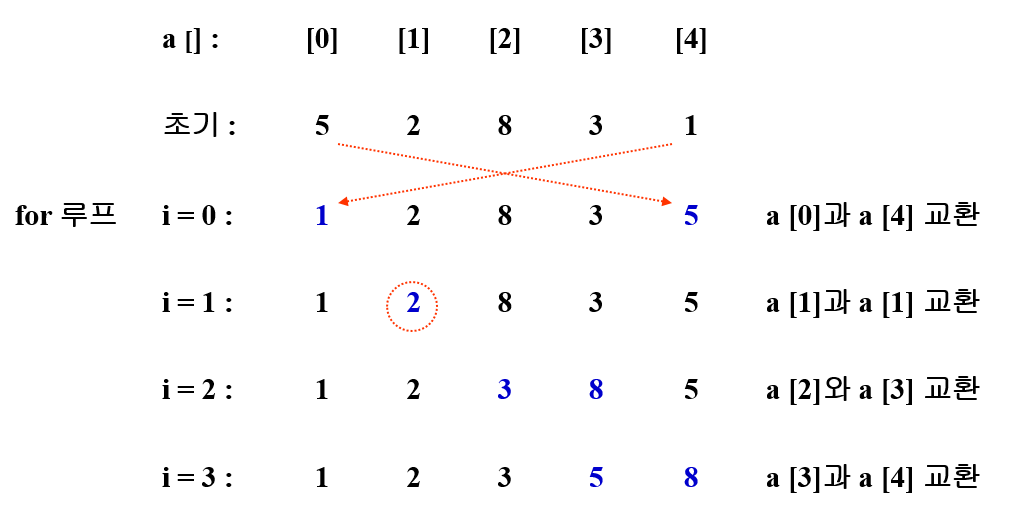 a [] : [0] [1] [2] [3] [4]
초기 : 5 2 8 3 1
for 루프 i = 0 : 1 2 8 3 5 a [0]과 a [4] 교환
i = 1 : 1 2 8 3 5 a [1]과 a [1] 교환
i = 2 : 1 2 3 8 5 a [2]와 a [3] 교환
i = 3 : 1 2 3 5 8 a [3]과 a [4] 교환